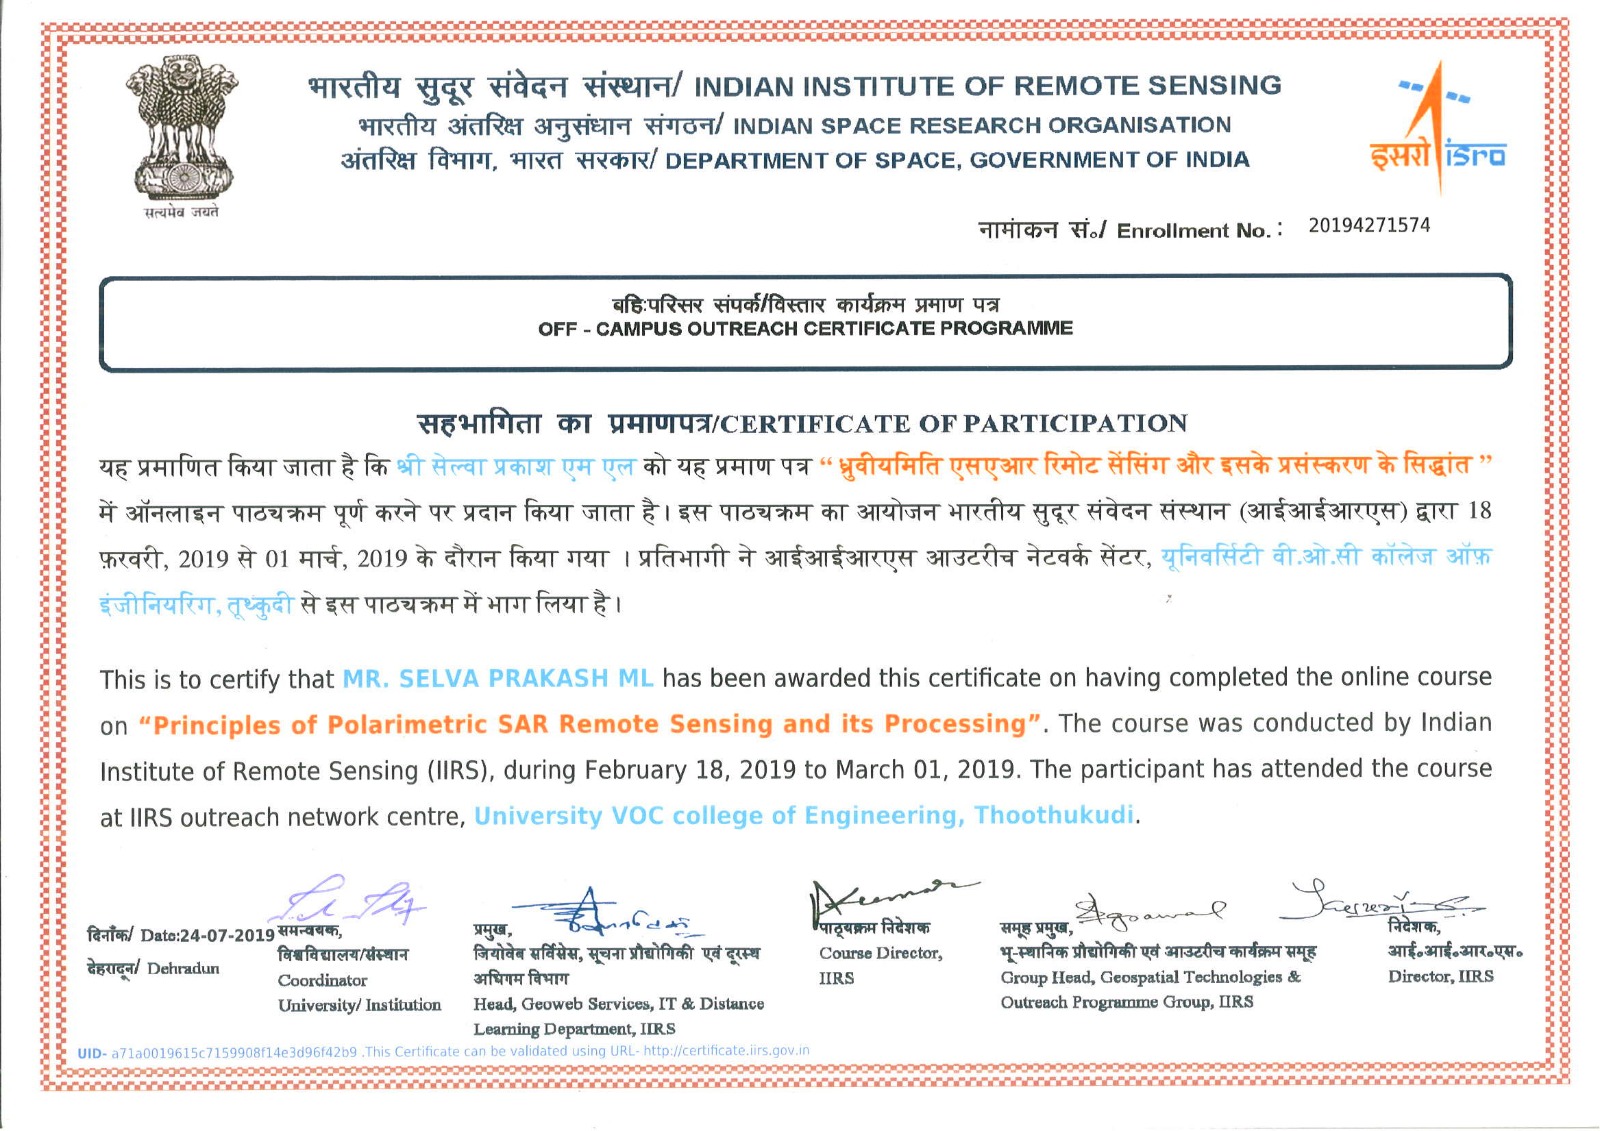 भारतीय सुदूर संवेदन संस्थान/ INDIAN INSTITUTE OF REMOTE SENSING
भारतीय अंतरिक्ष अनुसंधान संगठन/ INDIAN SPACE RESEARCH ORGANISATION
अंतरिक्ष विभाग, भारत सरकार/ DEPARTMENT OF SPACE, GOVERNMENT OF INDIA
सत्यमेव जयते
इसरो isro
नामांकन सं०/ Enrollment No. : 20194271574
बहि:परिसर संपर्क/विस्तार कार्यक्रम प्रमाण पत्र
OFF - CAMPUS OUTREACH CERTIFICATE PROGRAMME
सहभागिता का प्रमाणपत्र/CERTIFICATE OF PARTICIPATION
यह प्रमाणित किया जाता है कि श्री सेल्वा प्रकाश एम एल को यह प्रमाण पत्र “ ध्रुवीयमिति एसएआर रिमोट सेंसिंग और इसके प्रसंस्करण के सिद्धांत ”
में ऑनलाइन पाठ्यक्रम पूर्ण करने पर प्रदान किया जाता है। इस पाठ्यक्रम का आयोजन भारतीय सुदूर संवेदन संस्थान (आईआईआरएस) द्वारा 18
फ़रवरी, 2019 से 01 मार्च, 2019 के दौरान किया गया । प्रतिभागी ने आईआईआरएस आउटरीच नेटवर्क सेंटर, यूनिवर्सिटी वी.ओ.सी कॉलेज ऑफ़
इंजीनियरिंग, तूथ्कुदी से इस पाठ्यक्रम में भाग लिया है।
This is to certify that MR. SELVA PRAKASH ML has been awarded this certificate on having completed the online course
on “Principles of Polarimetric SAR Remote Sensing and its Processing”. The course was conducted by Indian
Institute of Remote Sensing (IIRS), during February 18, 2019 to March 01, 2019. The participant has attended the course
at IIRS outreach network centre, University VOC college of Engineering, Thoothukudi.
दिनाँक/ Date:24-07-2019
देहरादून/ Dehradun
समन्वयक,
विश्वविद्यालय/संस्थान
Coordinator
University/ Institution
प्रमुख,
जियोवेब सर्विसेस, सूचना प्रौद्योगिकी एवं दूरस्थ
अधिगम विभाग
Head, Geoweb Services, IT & Distance
Learning Department, IIRS
पाठ्यक्रम निदेशक
Course Director,
IIRS
समूह प्रमुख,
भू-स्थानिक प्रौद्योगिकी एवं आउटरीच कार्यक्रम समूह
Group Head, Geospatial Technologies &
Outreach Programme Group, IIRS
निदेशक,
आई०आई०आर०एस०
Director, IIRS
UID- a71a0019615c7159908f14e3d96f42b9 .This Certificate can be validated using URL- http://certificate.iirs.gov.in